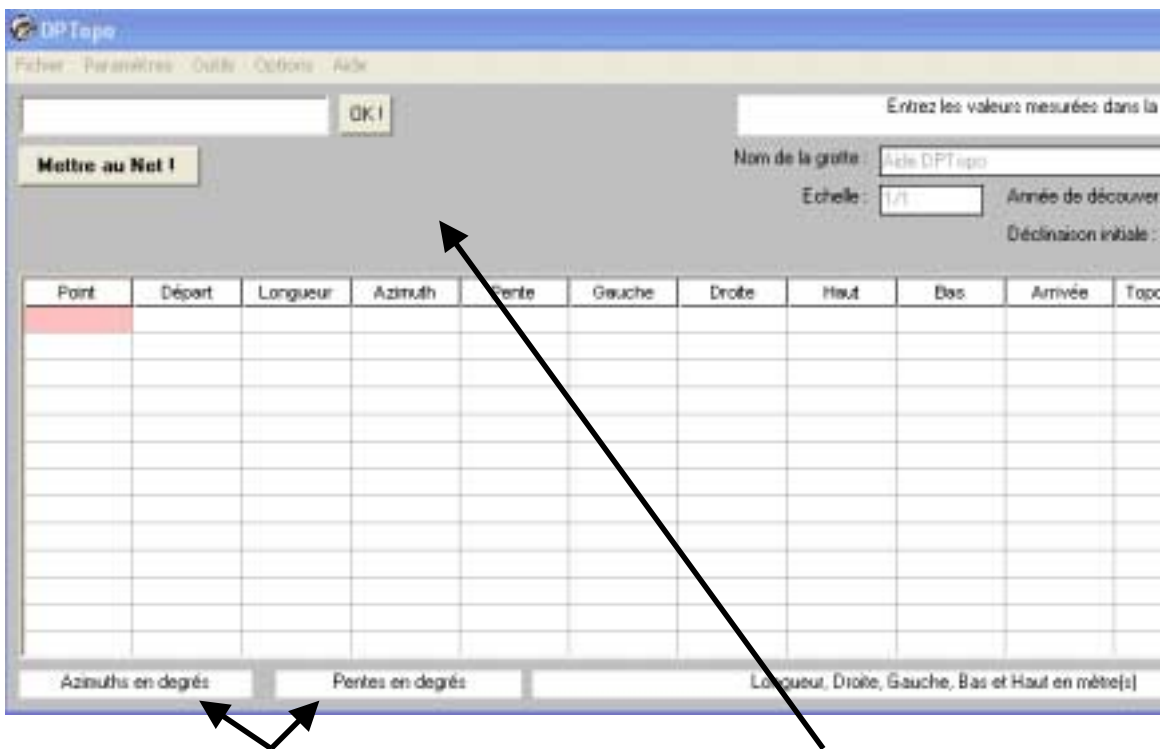 DPTopo
Fichier Paramètres Outils Options Aide
OK !
Entrez les valeurs mesurées dans la
Mettre au Net !
Nom de la grotte : Aide DPTopo
Echelle : 1/1 Année de découver
Déclinaison initiale :
Point Départ Longueur Azimuth Pente Gauche Droite Haut Bas Arrivée Topo
Azimuths en degrés Pentes en degrés Longueur, Droite, Gauche, Bas et Haut en mètre(s)